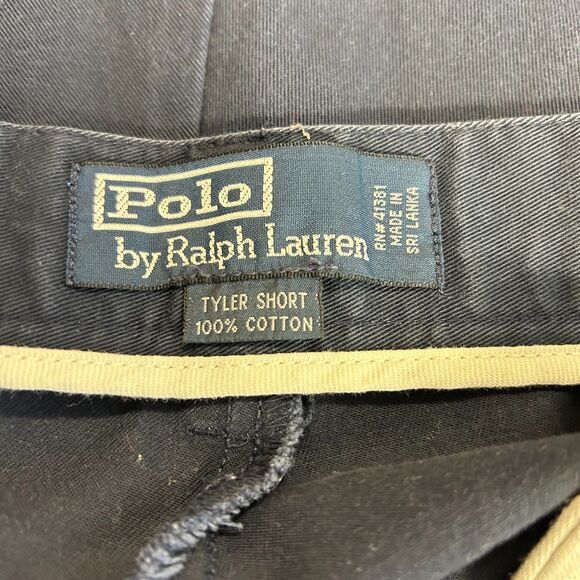 Polo
by Ralph Lauren
RN# 41381
MADE IN
SRI LANKA
TYLER SHORT
100% COTTON